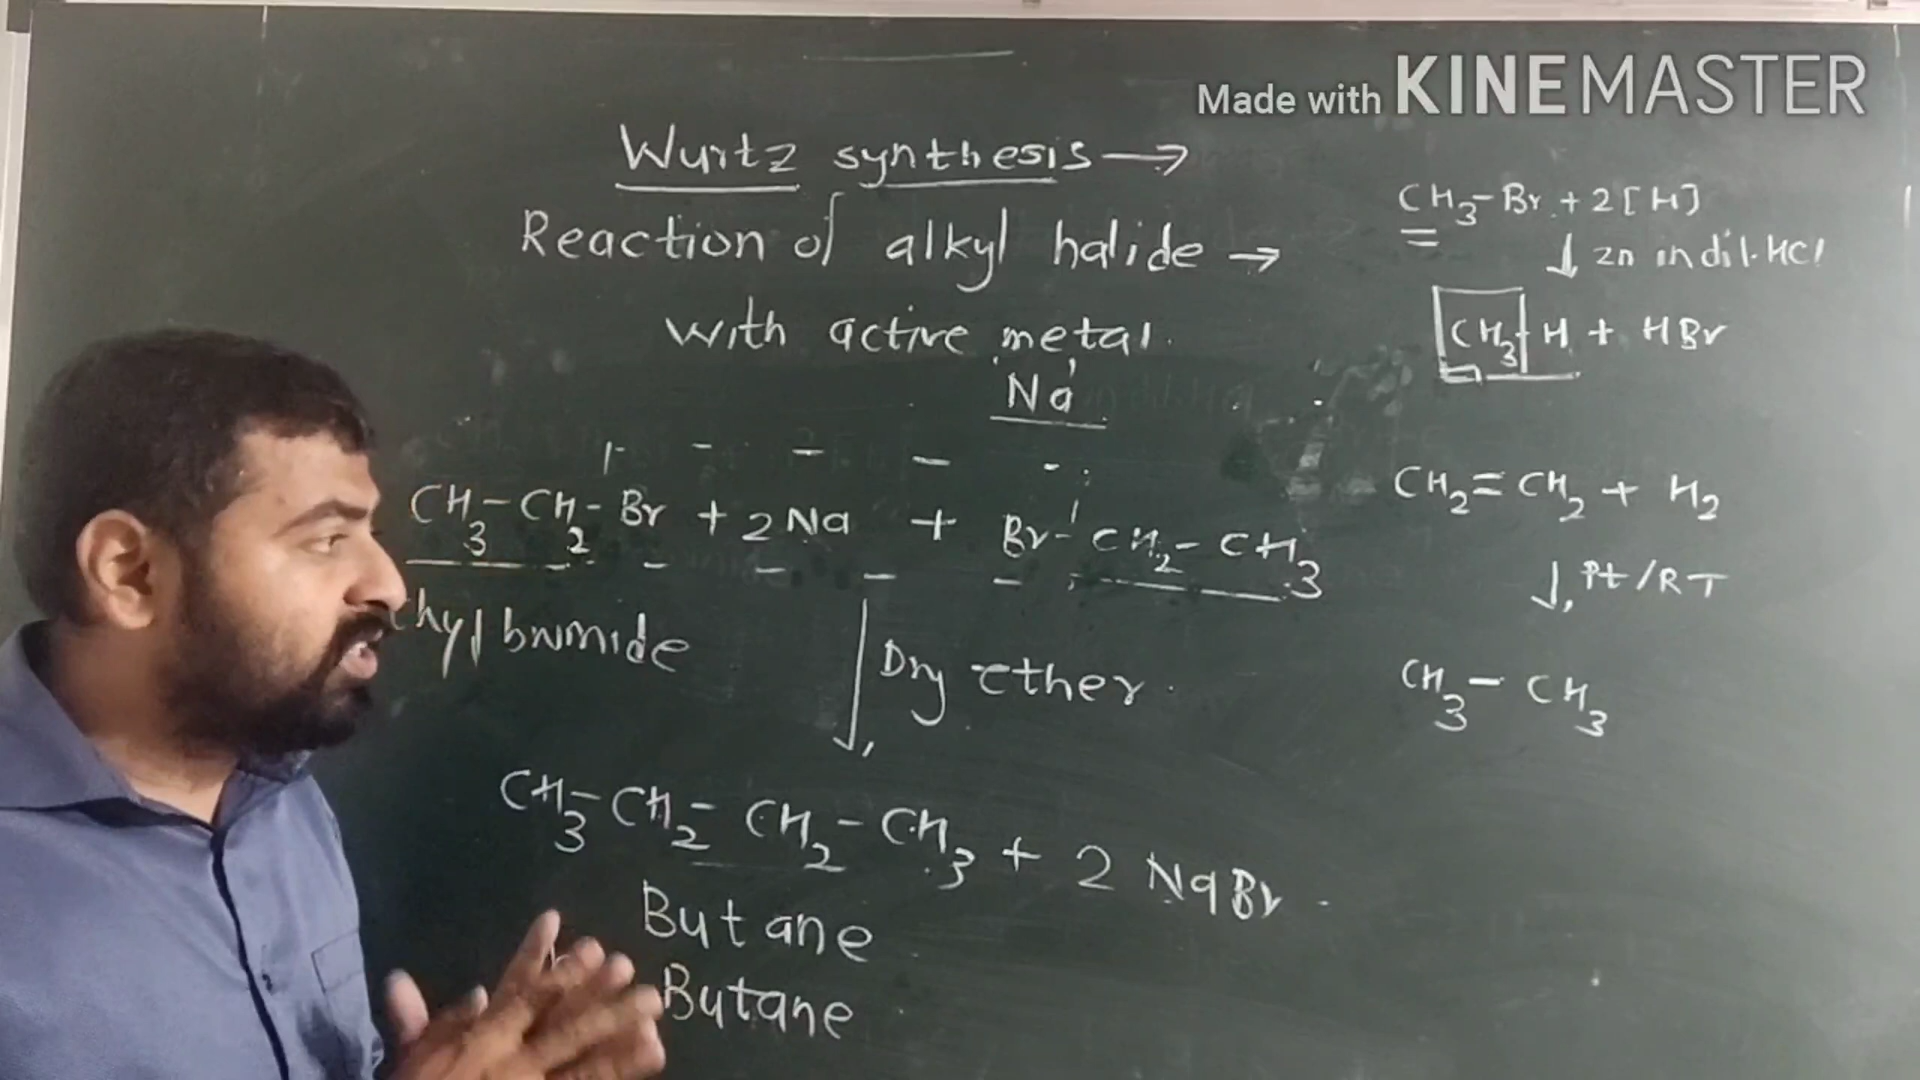 Made with KINEMASTER
Wurtz synthesis →
Reaction of alkyl halide →
with active metal.
Na
CH₃-CH₂-Br + 2Na + Br-CH₂-CH₃
thyl bromide
Dry ether
CH₃-CH₂-CH₂-CH₃ + 2 NaBr
Butane
Butane
CH₃-Br + 2[H]
↓ Zn in dil. HCl
CH₃-H + HBr
CH₂=CH₂ + H₂
↓ Pt/RT
CH₃-CH₃